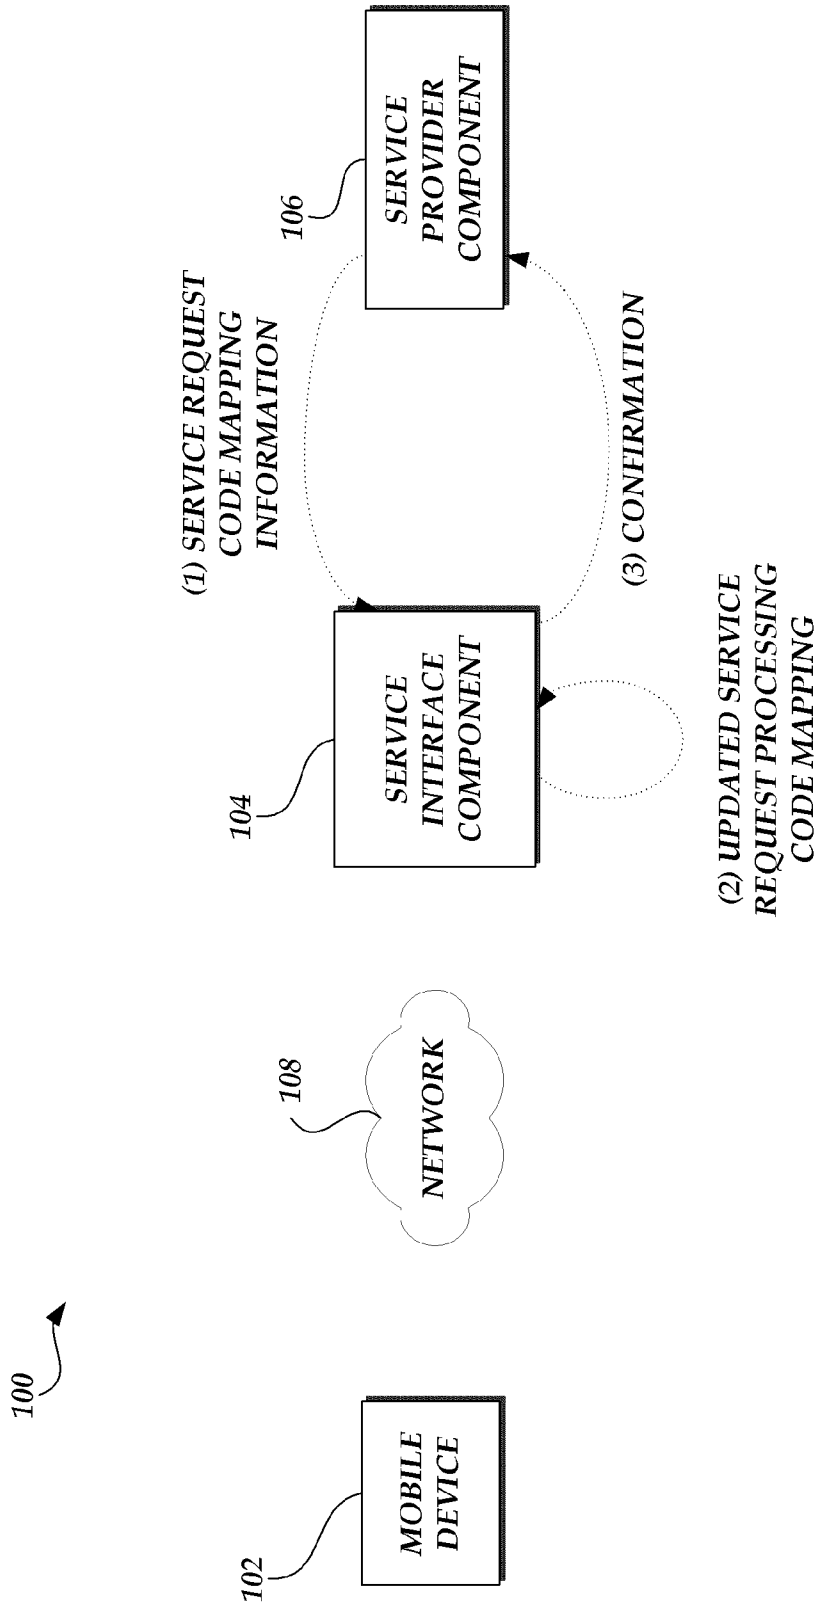 100
(1) SERVICE REQUEST
CODE MAPPING
INFORMATION
102
108
104
106
MOBILE
DEVICE
NETWORK
SERVICE
INTERFACE
COMPONENT
SERVICE
PROVIDER
COMPONENT
(3) CONFIRMATION
(2) UPDATED SERVICE
REQUEST PROCESSING
CODE MAPPING